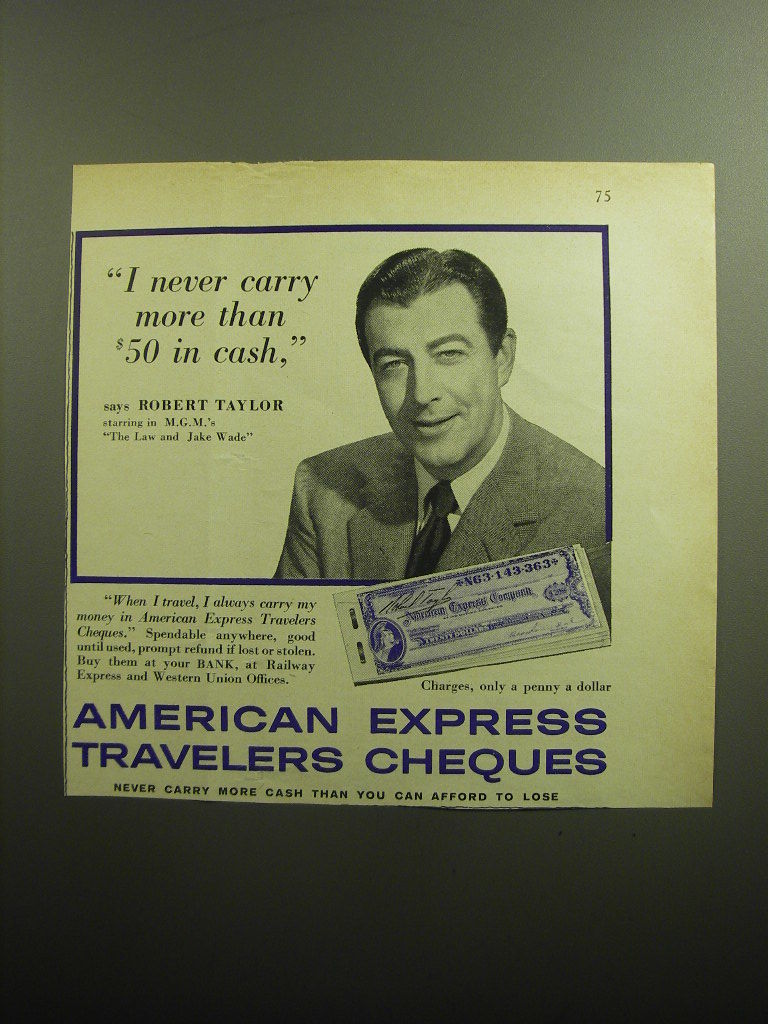 75
“I never carry
more than
$50 in cash,”
says ROBERT TAYLOR
starring in M.G.M.'s
“The Law and Jake Wade”
“When I travel, I always carry my
money in American Express Travelers
Cheques.” Spendable anywhere, good
until used, prompt refund if lost or stolen.
Buy them at your BANK, at Railway
Express and Western Union Offices.
N63·143·363
American Express Company
Charges, only a penny a dollar
AMERICAN EXPRESS
TRAVELERS CHEQUES
NEVER CARRY MORE CASH THAN YOU CAN AFFORD TO LOSE